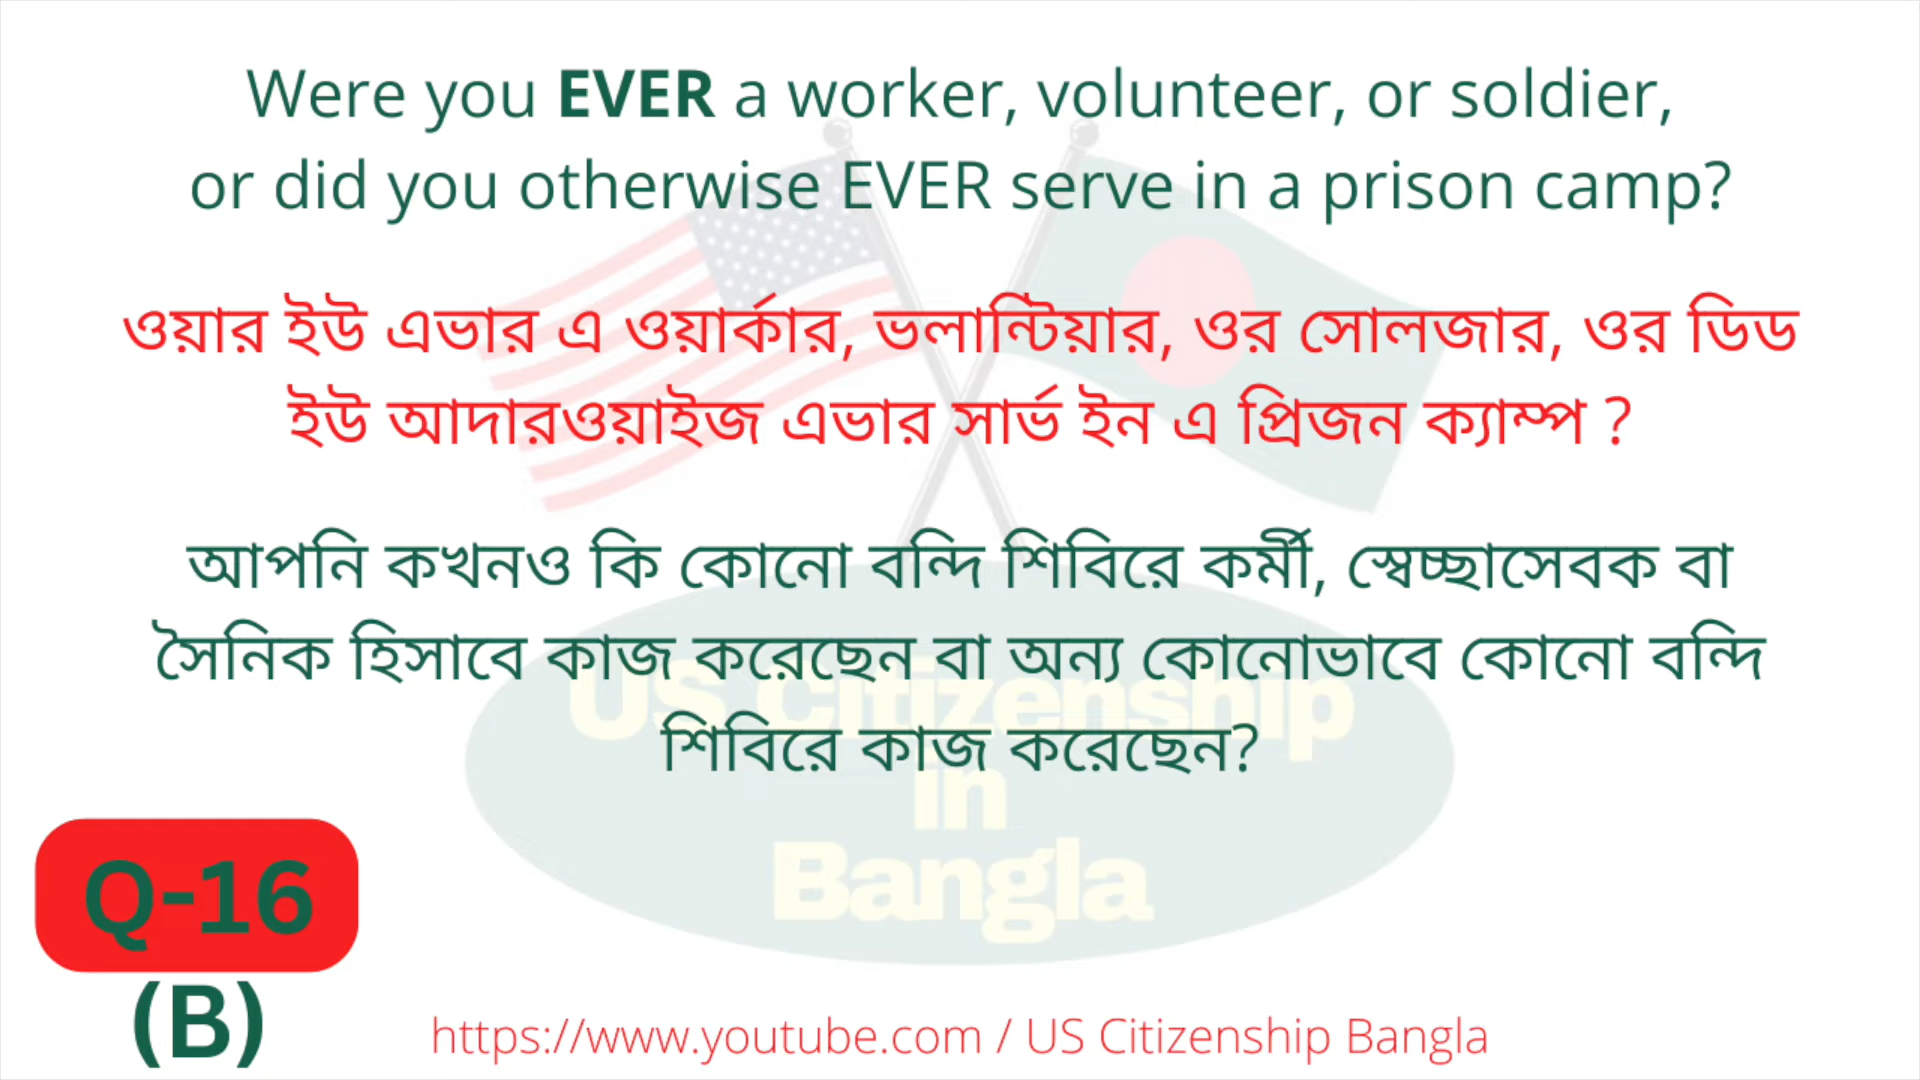 Were you EVER a worker, volunteer, or soldier,
or did you otherwise EVER serve in a prison camp?
ওয়ার ইউ এভার এ ওয়ার্কার, ভলান্টিয়ার, ওর সোলজার, ওর ডিড
ইউ আদারওয়াইজ এভার সার্ভ ইন এ প্রিজন ক্যাম্প ?
আপনি কখনও কি কোনো বন্দি শিবিরে কর্মী, স্বেচ্ছাসেবক বা
সৈনিক হিসাবে কাজ করেছেন বা অন্য কোনোভাবে কোনো বন্দি
শিবিরে কাজ করেছেন?
US Citizenship
in
Bangla
Q-16
(B)
https://www.youtube.com / US Citizenship Bangla